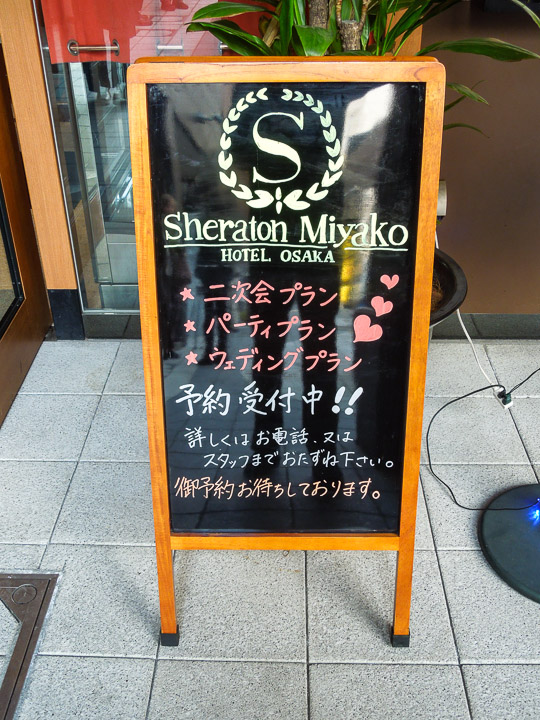 S
Sheraton Miyako
HOTEL OSAKA
★ 二次会プラン
★ パーティプラン
★ ウェディングプラン
予約受付中!!
詳しくはお電話、又は
スタッフまでおたずね下さい。
御予約お待ちしております。